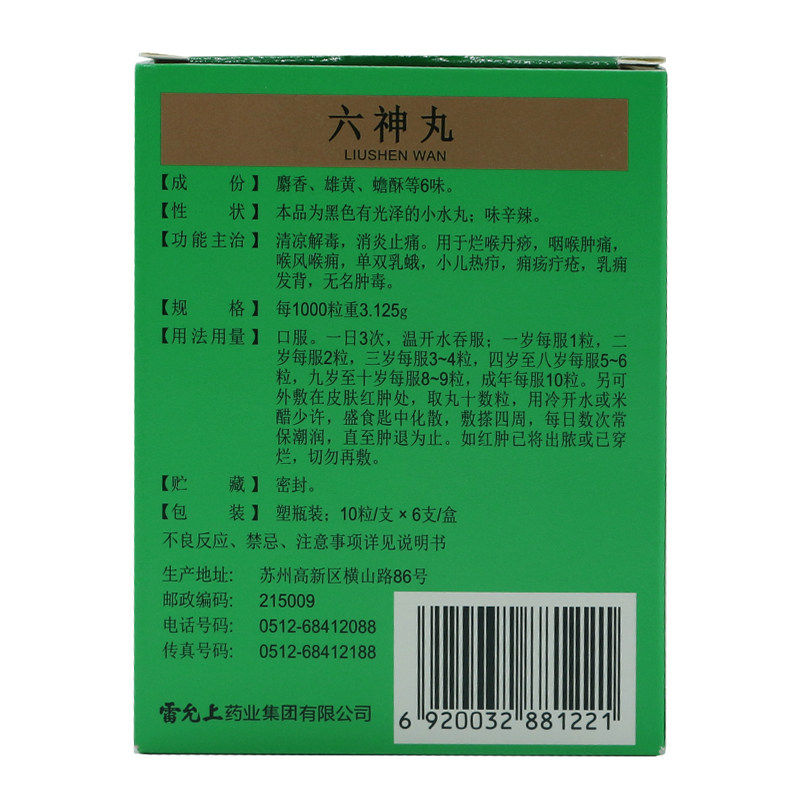 六神丸
LIUSHEN WAN
【成 份】 麝香、雄黄、蟾酥等6味。
【性 状】 本品为黑色有光泽的小水丸；味辛辣。
【功能主治】 清凉解毒，消炎止痛。用于烂喉丹痧，咽喉肿痛，
喉风喉痈，单双乳蛾，小儿热疖，痈疡疔疮，乳痈
发背，无名肿毒。
【规 格】 每1000粒重3.125g
【用法用量】 口服。一日3次，温开水吞服；一岁每服1粒，二
岁每服2粒，三岁每服3~4粒，四岁至八岁每服5~6
粒，九岁至十岁每服8~9粒，成年每服10粒。另可
外敷在皮肤红肿处，取丸十数粒，用冷开水或米
醋少许，盛食匙中化散，敷搽四周，每日数次常
保潮润，直至肿退为止。如红肿已将出脓或已穿
烂，切勿再敷。
【贮 藏】 密封。
【包 装】 塑瓶装；10粒/支 × 6支/盒
不良反应、禁忌、注意事项详见说明书
生产地址: 苏州高新区横山路86号
邮政编码: 215009
电话号码: 0512-68412088
传真号码: 0512-68412188
雷允上药业集团有限公司
6 920032 881221